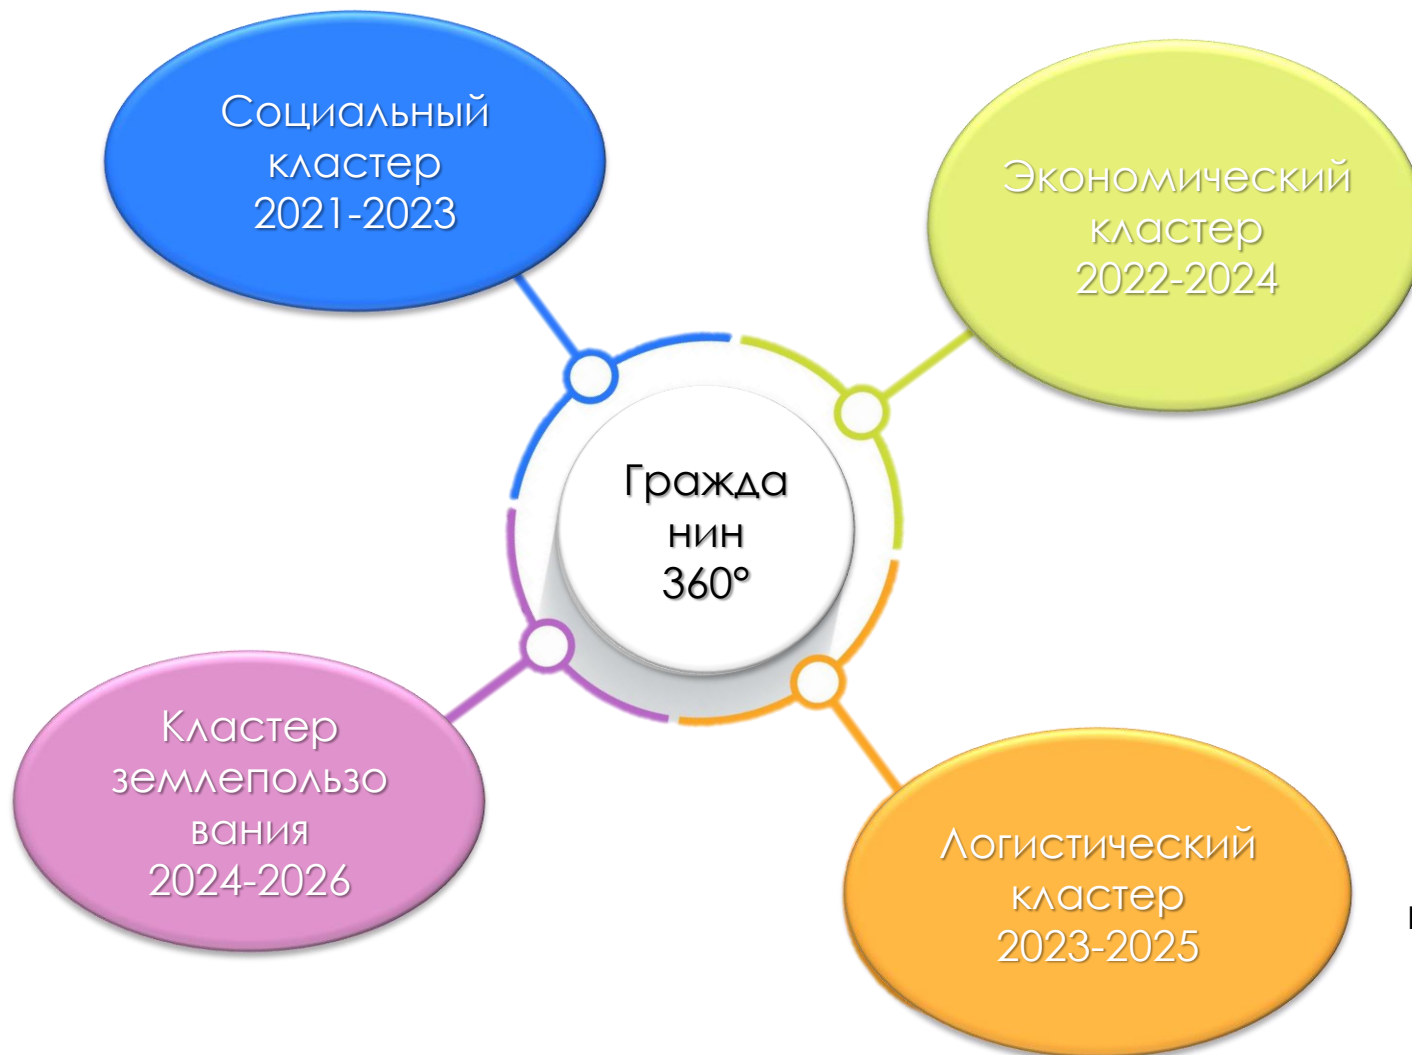 Социальный
кластер
2021-2023
Экономический
кластер
2022-2024
Гражда
нин
360°
Кластер
землепользо
вания
2024-2026
Логистический
кластер
2023-2025